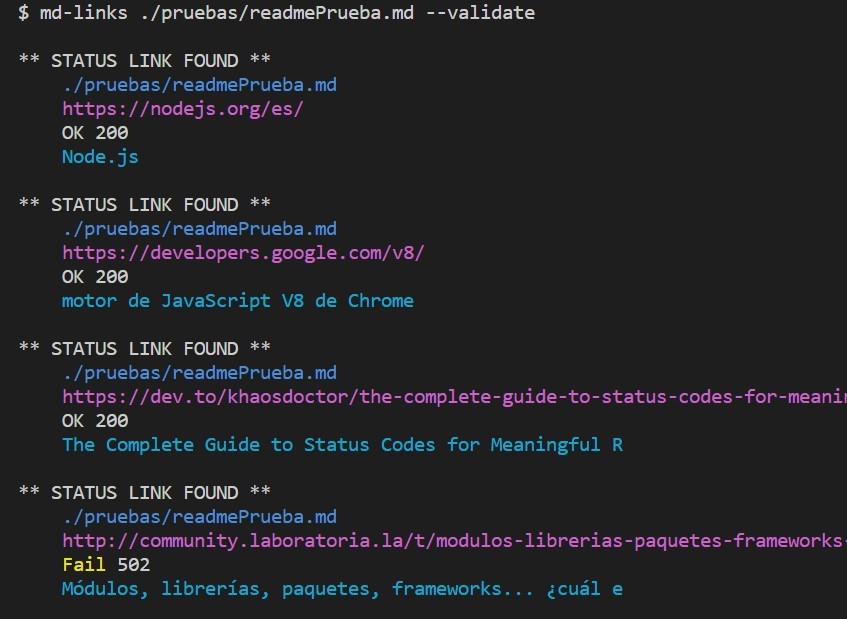 $ md-links ./pruebas/readmePrueba.md --validate
** STATUS LINK FOUND **
./pruebas/readmePrueba.md
https://nodejs.org/es/
OK 200
Node.js
** STATUS LINK FOUND **
./pruebas/readmePrueba.md
https://developers.google.com/v8/
OK 200
motor de JavaScript V8 de Chrome
** STATUS LINK FOUND **
./pruebas/readmePrueba.md
https://dev.to/khaosdoctor/the-complete-guide-to-status-codes-for-meanin
OK 200
The Complete Guide to Status Codes for Meaningful R
** STATUS LINK FOUND **
./pruebas/readmePrueba.md
http://community.laboratoria.la/t/modulos-librerias-paquetes-frameworks-
Fail 502
Módulos, librerías, paquetes, frameworks... ¿cuál e